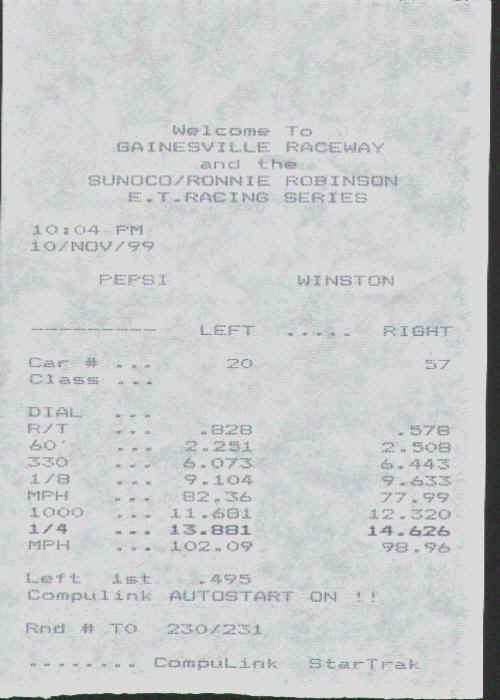 Welcome To
GAINESVILLE RACEWAY
and the
SUNOCO/RONNIE ROBINSON
E.T.RACING SERIES
10:04 PM
10/NOV/99
PEPSI WINSTON
--------- LEFT ..... RIGHT
Car # ... 20 57
Class ...
DIAL ...
R/T ... .828 .578
60' ... 2.251 2.508
330 ... 6.073 6.443
1/8 ... 9.104 9.633
MPH ... 82.36 77.99
1000 ... 11.681 12.320
1/4 ... 13.881 14.626
MPH ... 102.09 98.96
Left 1st .495
Compulink AUTOSTART ON !!
Rnd # TO 230/231
........ CompuLink StarTrak